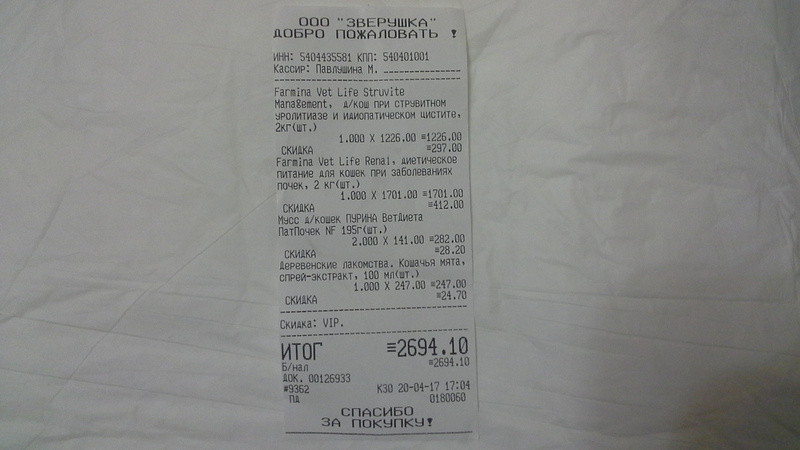 ООО "ЗВЕРУШКА"
ДОБРО ПОЖАЛОВАТЬ !
ИНН: 5404435581 КПП: 540401001
Кассир: Павлушина М.
Farmina Vet Life Struvite
Management, д/кош при струвитном
уролитиазе и идиопатическом цистите,
2кг(шт.)
1.000 X 1226.00 =1226.00
СКИДКА =297.00
Farmina Vet Life Renal, диетическое
питание для кошек при заболеваниях
почек, 2 кг(шт.)
1.000 X 1701.00 =1701.00
СКИДКА =412.00
Мусс д/кошек ПУРИНА ВетДиета
ПатПочек NF 195г(шт.)
2.000 X 141.00 =282.00
СКИДКА =28.20
Деревенские лакомства. Кошачья мята,
спрей-экстракт, 100 мл(шт.)
1.000 X 247.00 =247.00
СКИДКА =24.70
Скидка: VIP.
ИТОГ =2694.10
Б/нал =2694.10
ДОК. 00126933
#9362 К30 20-04-17 17:04
ПД 0180060
СПАСИБО
ЗА ПОКУПКУ!